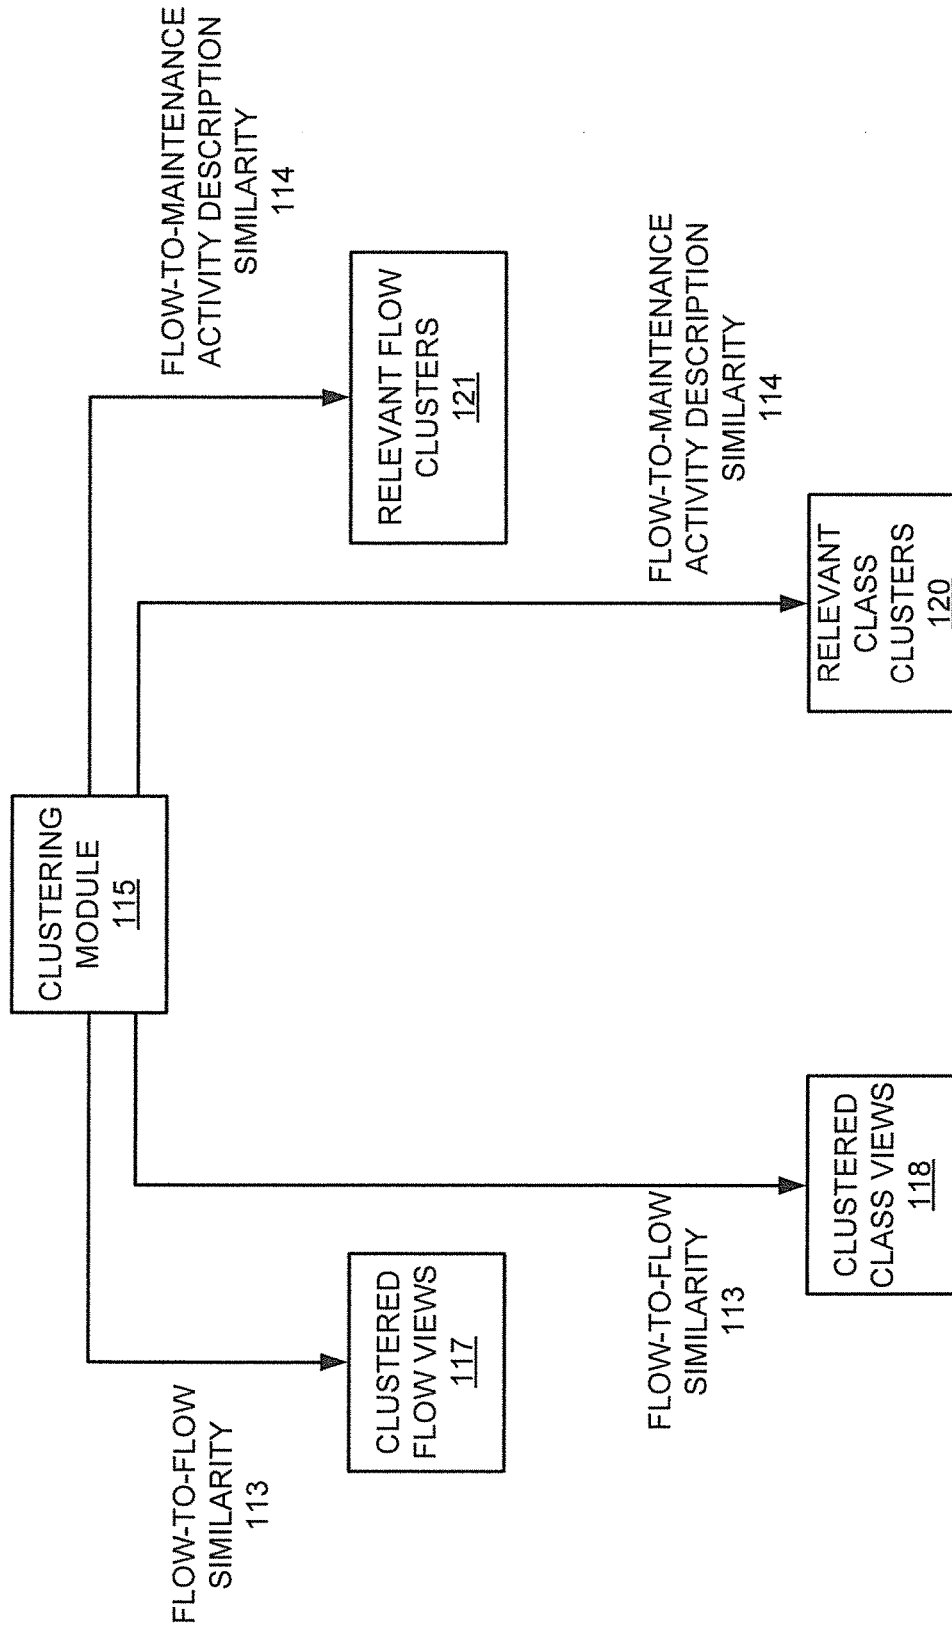 CLUSTERING
MODULE
115
FLOW-TO-FLOW
SIMILARITY
113
FLOW-TO-MAINTENANCE
ACTIVITY DESCRIPTION
SIMILARITY
114
CLUSTERED
FLOW VIEWS
117
RELEVANT FLOW
CLUSTERS
121
FLOW-TO-FLOW
SIMILARITY
113
FLOW-TO-MAINTENANCE
ACTIVITY DESCRIPTION
SIMILARITY
114
CLUSTERED
CLASS VIEWS
118
RELEVANT
CLASS
CLUSTERS
120